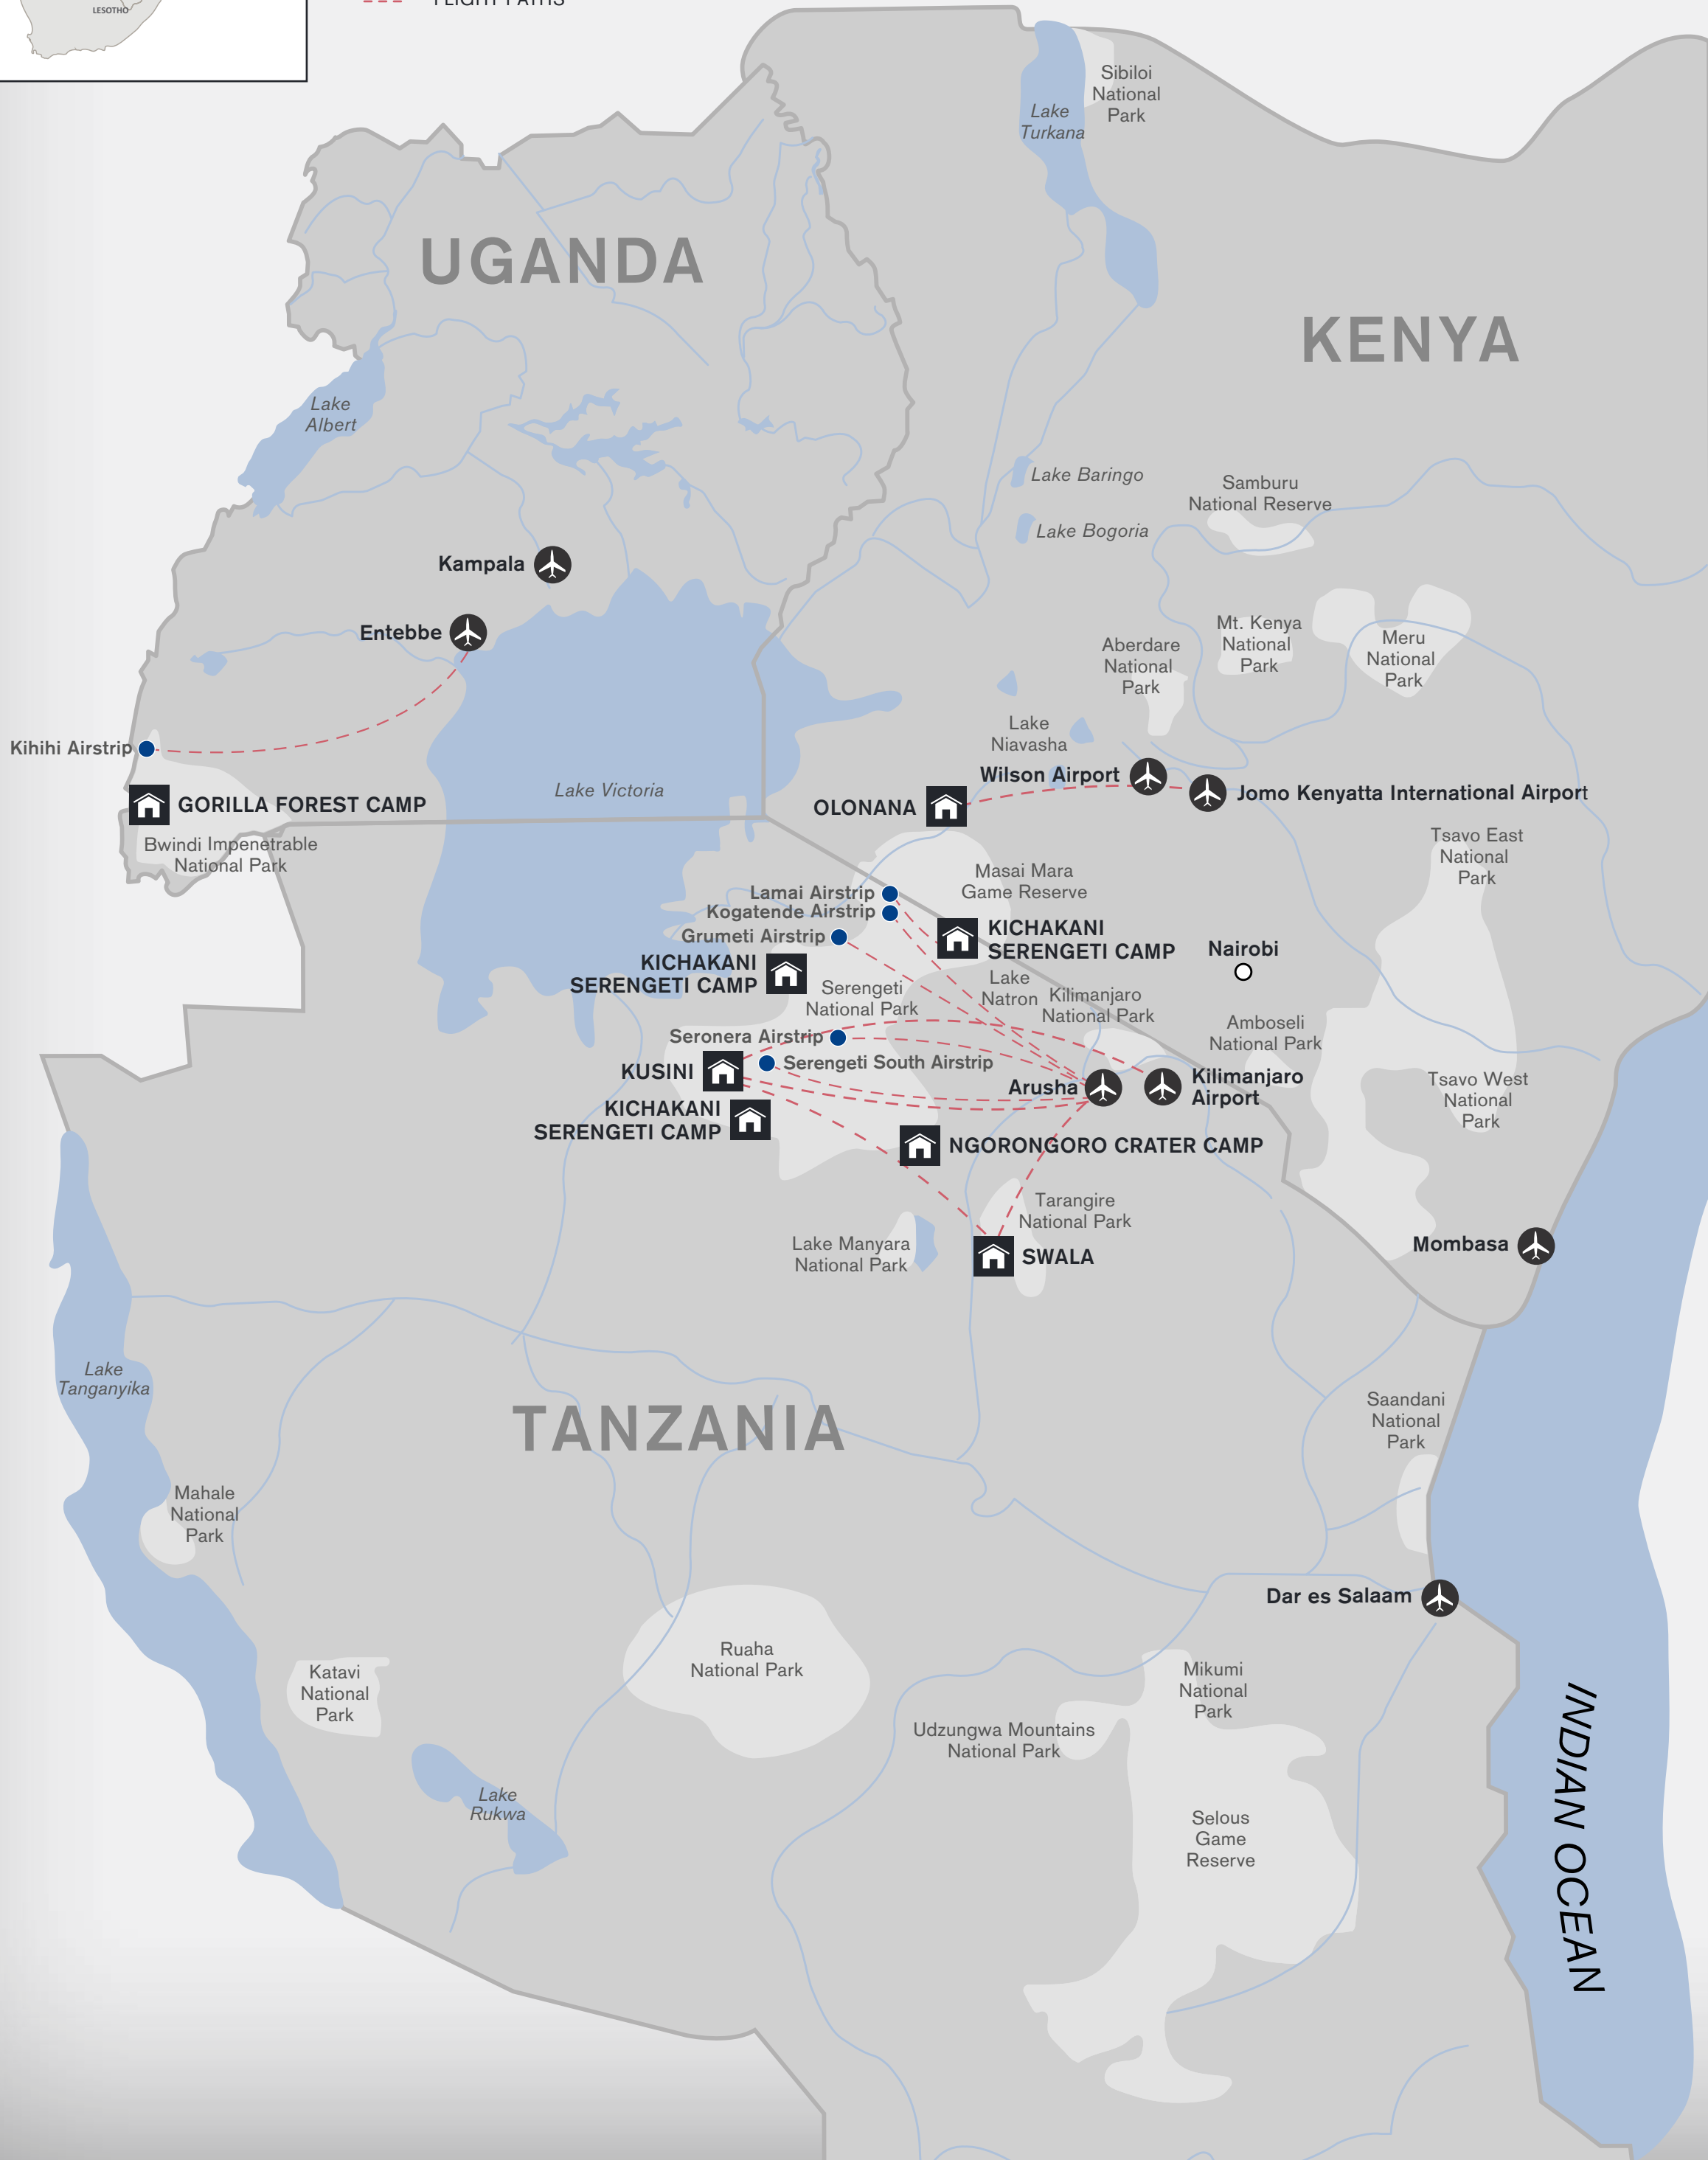 LESOTHO
FLIGHT PATHS
Sibiloi
National
Park
Lake
Turkana
UGANDA
KENYA
Lake
Albert
Lake Baringo
Samburu
National Reserve
Lake Bogoria
Kampala
Entebbe
Mt. Kenya
National
Park
Aberdare
National
Park
Meru
National
Park
Lake
Niavasha
Kihihi Airstrip
Wilson Airport
Lake Victoria
Jomo Kenyatta International Airport
GORILLA FOREST CAMP
OLONANA
Bwindi Impenetrable
National Park
Tsavo East
National
Park
Masai Mara
Game Reserve
Lamai Airstrip
Kogatende Airstrip
Grumeti Airstrip
KICHAKANI
SERENGETI CAMP
Nairobi
KICHAKANI
SERENGETI CAMP
Serengeti
National Park
Lake
Natron
Kilimanjaro
National Park
Amboseli
National Park
Seronera Airstrip
Serengeti South Airstrip
KUSINI
Arusha
Kilimanjaro
Airport
Tsavo West
National
Park
KICHAKANI
SERENGETI CAMP
NGORONGORO CRATER CAMP
Tarangire
National Park
Lake Manyara
National Park
SWALA
Mombasa
Lake
Tanganyika
TANZANIA
Saandani
National
Park
Mahale
National
Park
Dar es Salaam
Ruaha
National Park
Katavi
National
Park
Mikumi
National
Park
Udzungwa Mountains
National Park
Lake
Rukwa
Selous
Game
Reserve
INDIAN OCEAN